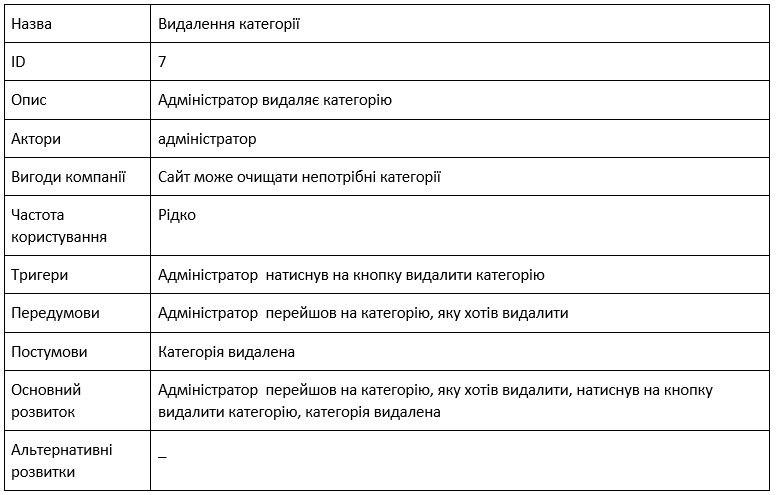 Назва Видалення категорії
ID 7
Опис Адміністратор видаляє категорію
Актори адміністратор
Вигоди компанії Сайт може очищати непотрібні категорії
Частота Рідко
користування
Тригери Адміністратор  натиснув на кнопку видалити категорію
Передумови Адміністратор  перейшов на категорію, яку хотів видалити
Постумови Категорія видалена
Основний Адміністратор  перейшов на категорію, яку хотів видалити, натиснув на кнопку
розвиток видалити категорію, категорія видалена
Альтернативні _
розвитки